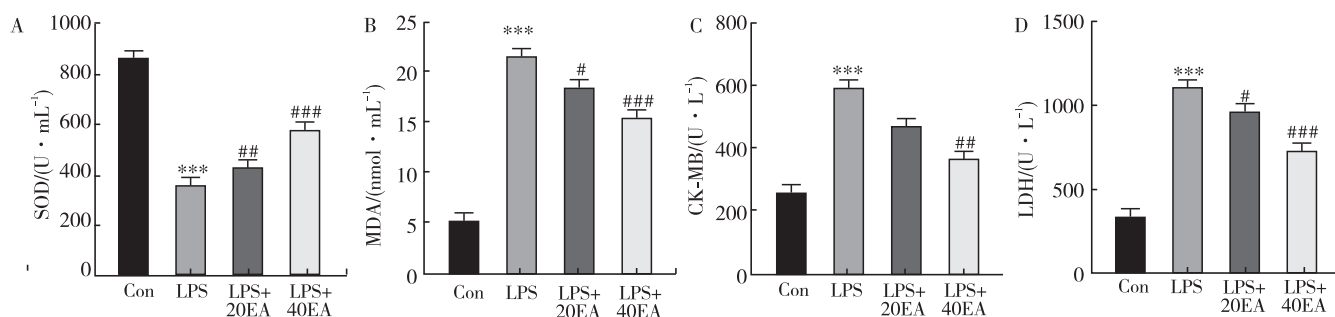 A
SOD/(U·mL⁻¹)
1000
800
600
400
200
0
***
##
###
Con
LPS
LPS+
20EA
LPS+
40EA
B
MDA/(nmol·mL⁻¹)
25
20
15
10
5
0
***
#
###
Con
LPS
LPS+
20EA
LPS+
40EA
C
CK-MB/(U·L⁻¹)
800
600
400
200
0
***
##
Con
LPS
LPS+
20EA
LPS+
40EA
D
LDH/(U·L⁻¹)
1500
1000
500
0
***
#
###
Con
LPS
LPS+
20EA
LPS+
40EA